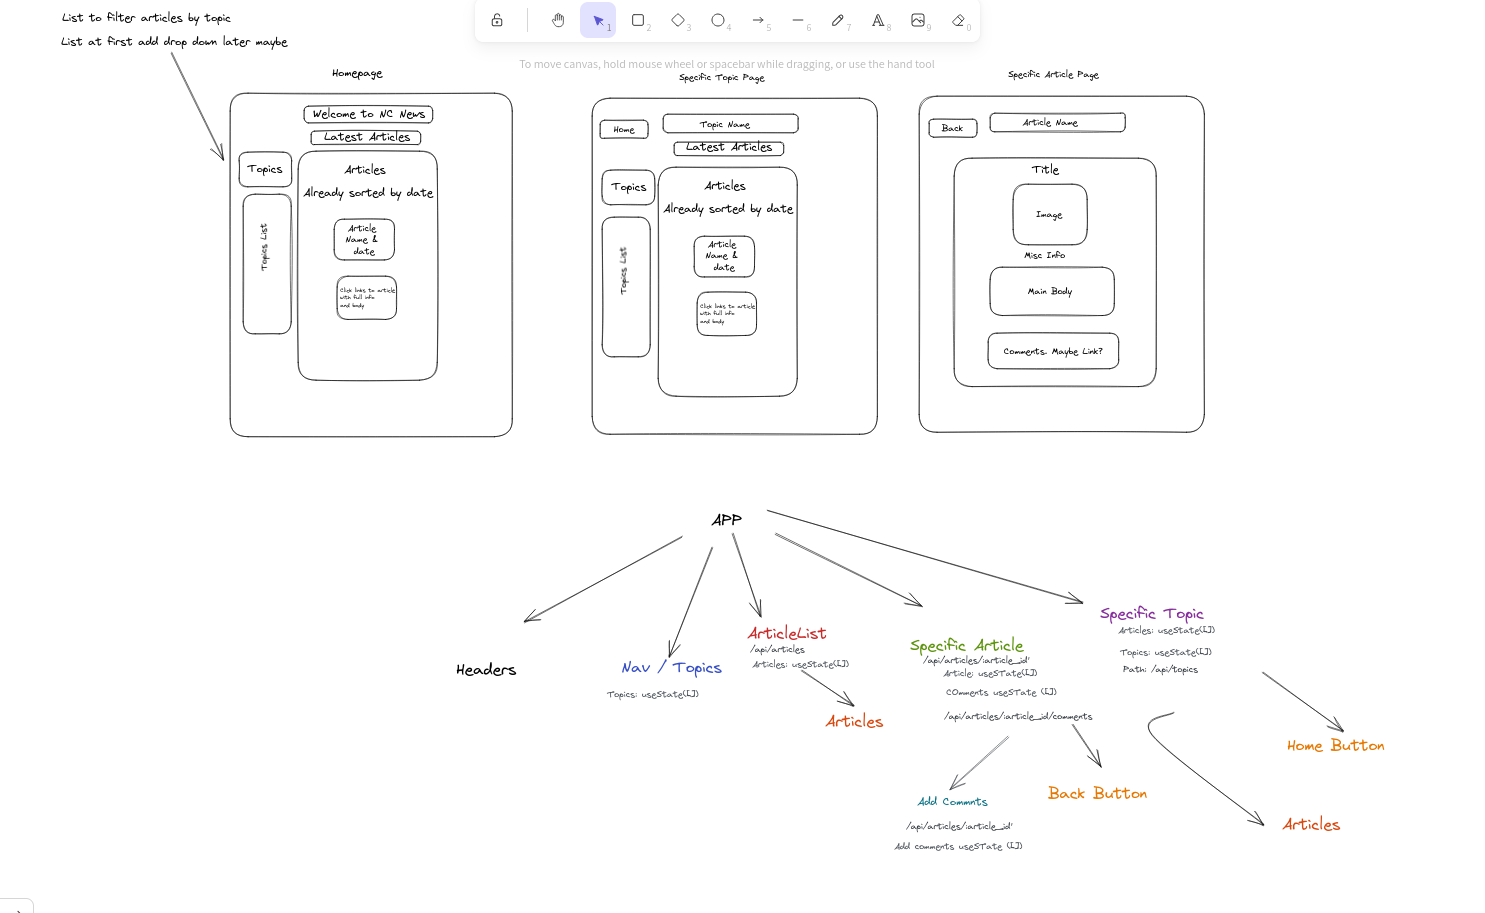 List to filter articles by topic
List at first add drop down later maybe
1
2
3
4
5
6
7
8
9
0
To move canvas, hold mouse wheel or spacebar while dragging, or use the hand tool
Homepage
Welcome to NC News
Latest Articles
Topics
Topics List
Articles
Already sorted by date
Article
Name &
date
Click links to article
with full info
and body
Specific Topic Page
Home
Topic Name
Latest Articles
Topics
Topics List
Articles
Already sorted by date
Article
Name &
date
Click links to article
with full info
and body
Specific Article Page
Back
Article Name
Title
Image
Misc Info
Main Body
Comments. Maybe Link?
APP
Headers
Nav / Topics
Topics: useState([])
ArticleList
/api/articles
Articles: useState([])
Articles
Specific Article
/api/articles/:article_id'
Article: useSTate([])
COmments useSTate ([])
/api/articles/:article_id/comments
Add Commnts
/api/articles/:article_id'
Add comments useSTate ([])
Back Button
Specific Topic
Articles: useState([])
Topics: useState([])
Path: /api/topics
Home Button
Articles